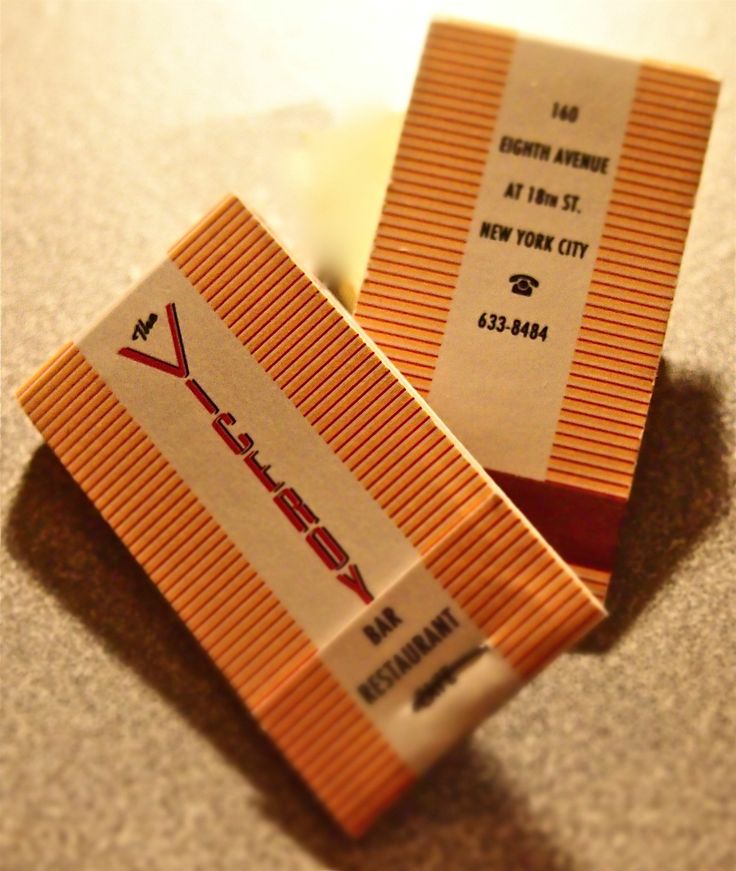 The
VICEROY
BAR
RESTAURANT
160
EIGHTH AVENUE
AT 18TH ST.
NEW YORK CITY
633-8484